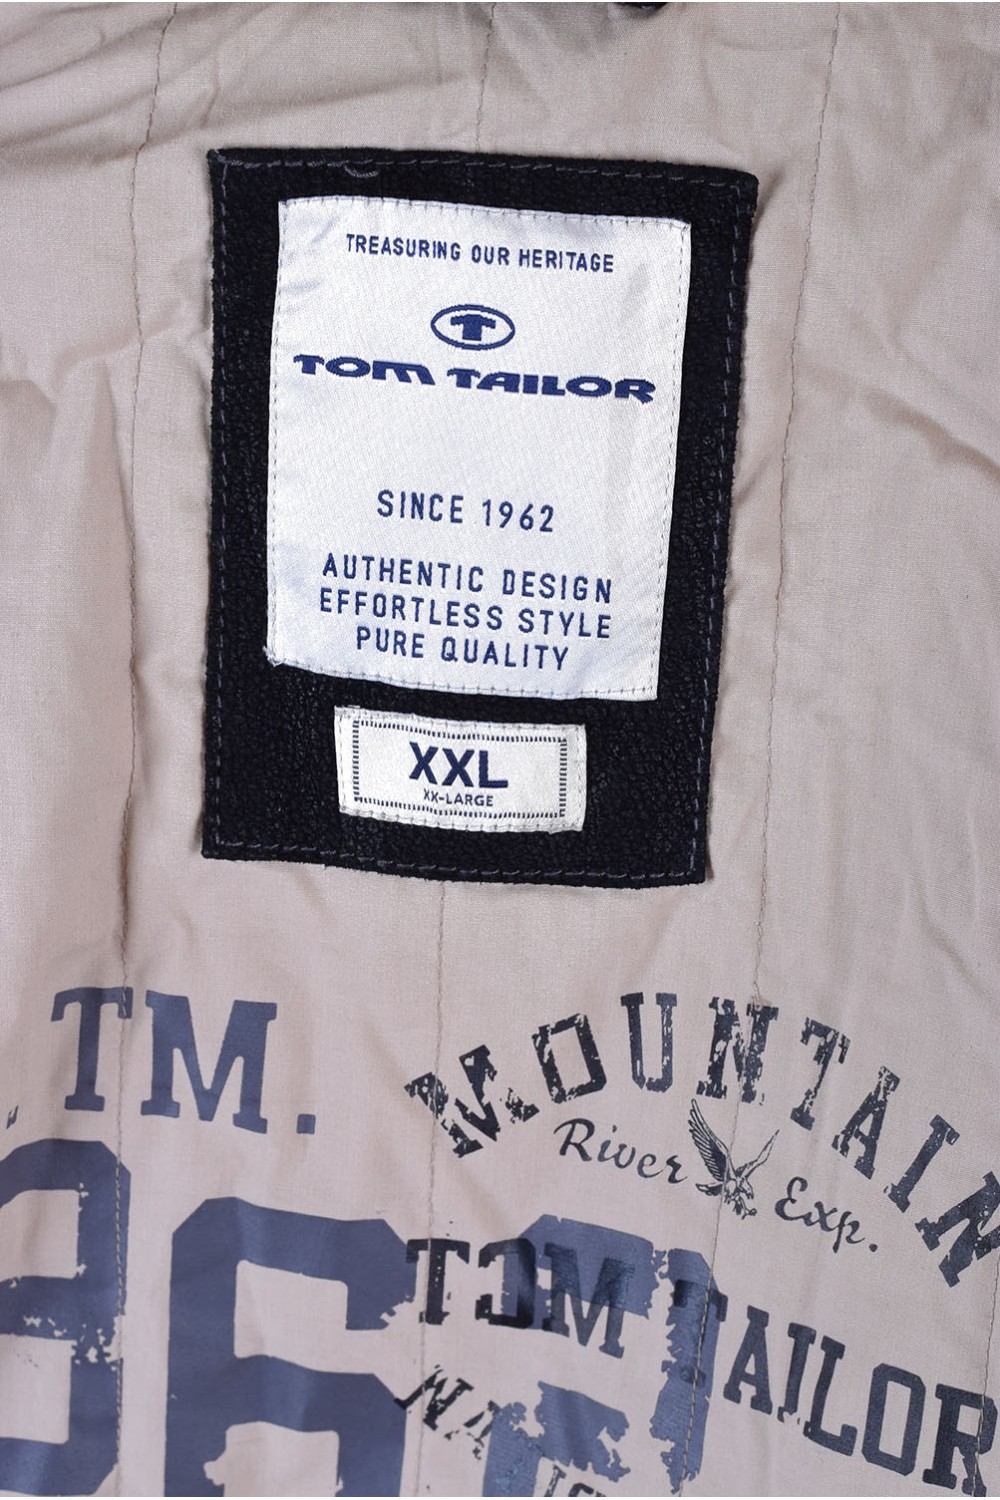 TREASURING OUR HERITAGE
T
TOM TAILOR
SINCE 1962
AUTHENTIC DESIGN
EFFORTLESS STYLE
PURE QUALITY
XXL
XX-LARGE
TM.
MOUNTAIN
River Exp.
TOM TAILOR